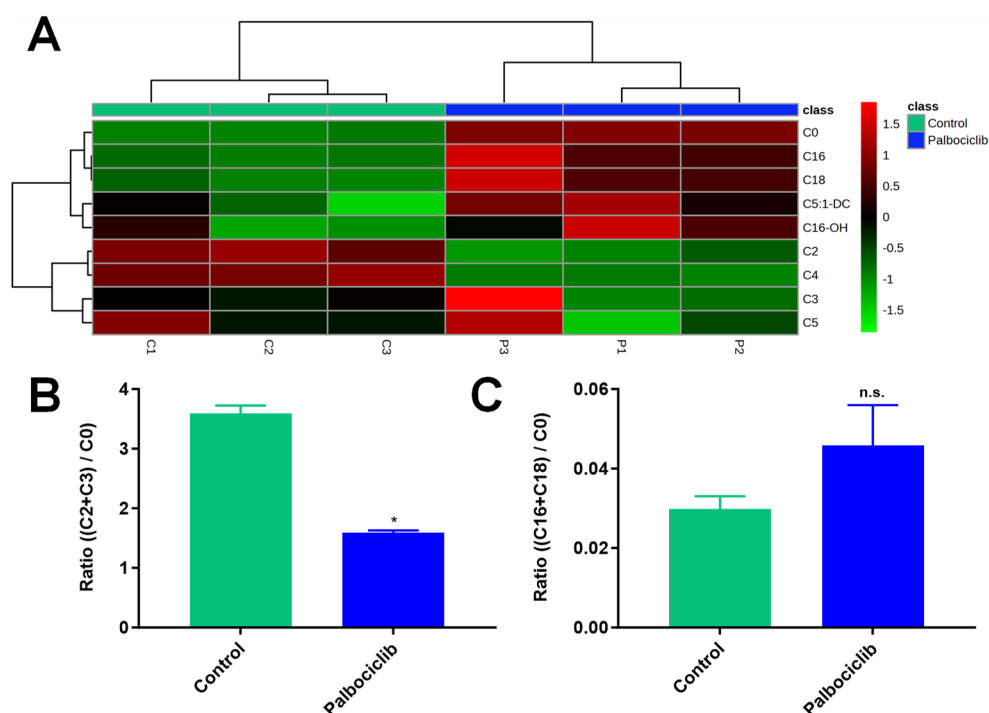 A
class
C0
C16
C18
C5:1-DC
C16-OH
C2
C4
C3
C5
C1
C2
C3
P3
P1
P2
1.5
1
0.5
0
-0.5
-1
-1.5
class
Control
Palbociclib
B
Ratio ((C2+C3) / C0)
4
3
2
1
0
*
Control
Palbociclib
C
Ratio ((C16+C18) / C0)
0.06
0.04
0.02
0.00
n.s.
Control
Palbociclib